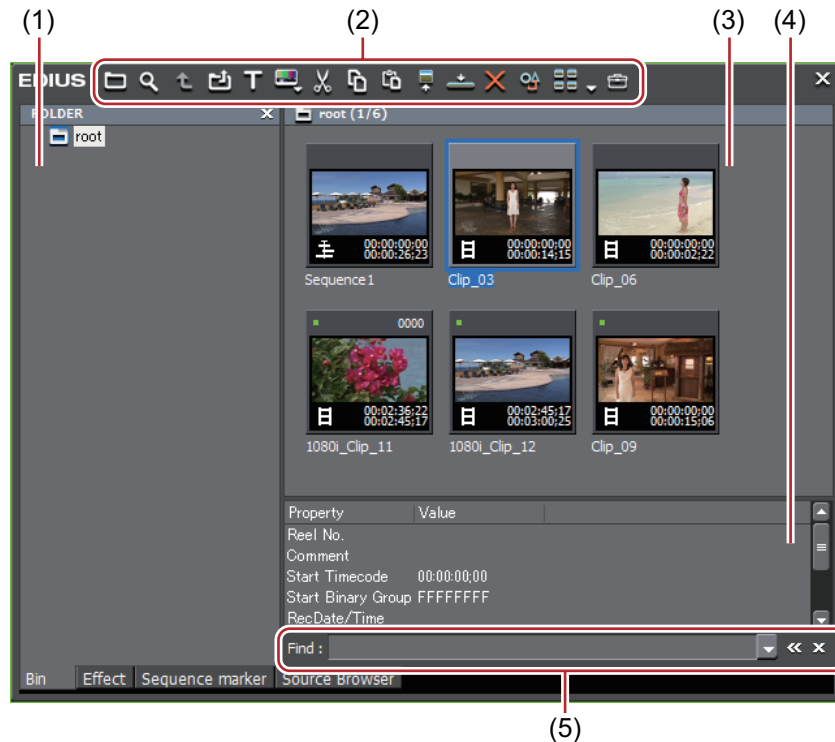 (1)
(2)
(3)
(4)
EDIUS
FOLDER
root
root (1/6)
00:00:00;00
00:00:26;23
Sequence1
00:00:00;00
00:00:14;15
Clip_03
00:00:00;00
00:00:02;22
Clip_06
0000
00:02:36;22
00:02:45;17
1080i_Clip_11
00:02:45;17
00:03:00;25
1080i_Clip_12
00:00:00;00
00:00:15;06
Clip_09
Property Value
Reel No.
Comment
Start Timecode 00:00:00;00
Start Binary Group FFFFFFFF
RecDate/Time
Find :
Bin Effect Sequence marker Source Browser
(5)